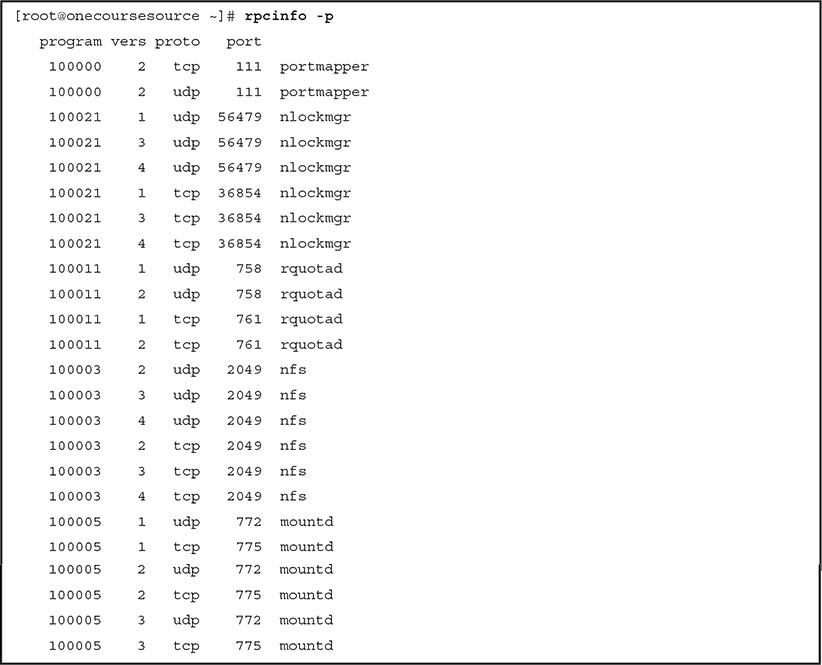 [root@onecoursesource ~]# rpcinfo -p
program vers proto port
100000 2 tcp 111 portmapper
100000 2 udp 111 portmapper
100021 1 udp 56479 nlockmgr
100021 3 udp 56479 nlockmgr
100021 4 udp 56479 nlockmgr
100021 1 tcp 36854 nlockmgr
100021 3 tcp 36854 nlockmgr
100021 4 tcp 36854 nlockmgr
100011 1 udp 758 rquotad
100011 2 udp 758 rquotad
100011 1 tcp 761 rquotad
100011 2 tcp 761 rquotad
100003 2 udp 2049 nfs
100003 3 udp 2049 nfs
100003 4 udp 2049 nfs
100003 2 tcp 2049 nfs
100003 3 tcp 2049 nfs
100003 4 tcp 2049 nfs
100005 1 udp 772 mountd
100005 1 tcp 775 mountd
100005 2 udp 772 mountd
100005 2 tcp 775 mountd
100005 3 udp 772 mountd
100005 3 tcp 775 mountd